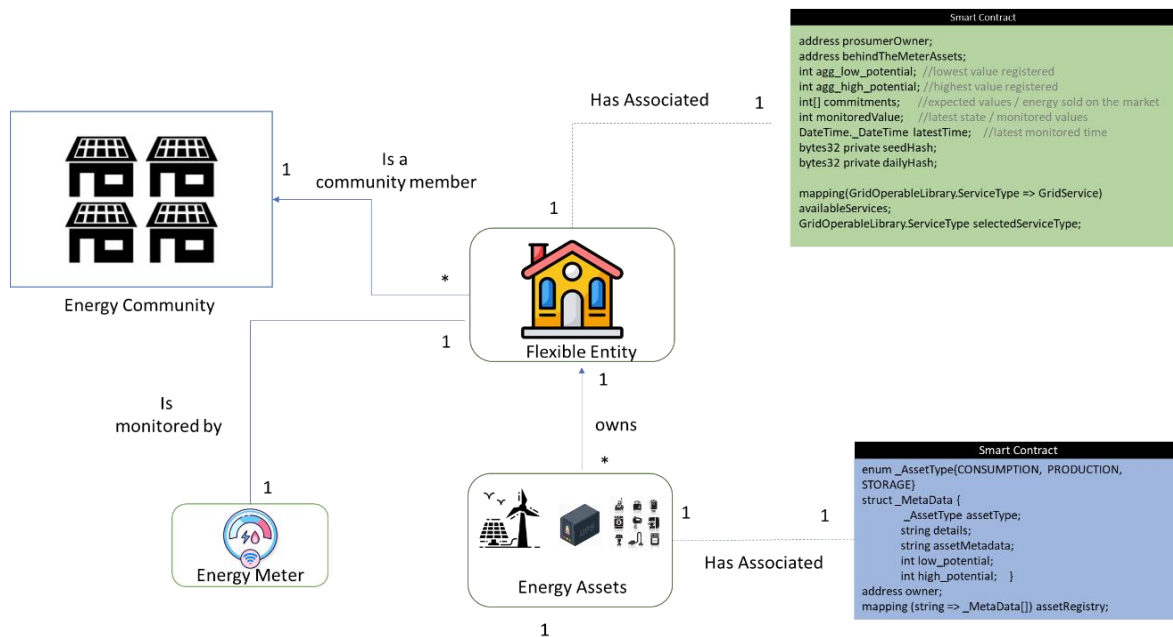 Smart Contract
address prosumerOwner;
address behindTheMeterAssets;
int agg_low_potential; //lowest value registered
int agg_high_potential; //highest value registered
int[] commitments; //expected values / energy sold on the market
int monitoredValue; //latest state / monitored values
DateTime._DateTime latestTime; //latest monitored time
bytes32 private seedHash;
bytes32 private dailyHash;
mapping(GridOperableLibrary.ServiceType => GridService)
availableServices;
GridOperableLibrary.ServiceType selectedServiceType;
Has Associated
1
1
Is a
community member
1
*
Energy Community
Flexible Entity
1
1
Is
monitored by
owns
*
1
Energy Meter
UPS
Energy Assets
1
1
Has Associated
1
Smart Contract
enum _AssetType{CONSUMPTION, PRODUCTION,
STORAGE}
struct _MetaData {
_AssetType assetType;
string details;
string assetMetadata;
int low_potential;
int high_potential; }
address owner;
mapping (string => _MetaData[]) assetRegistry;